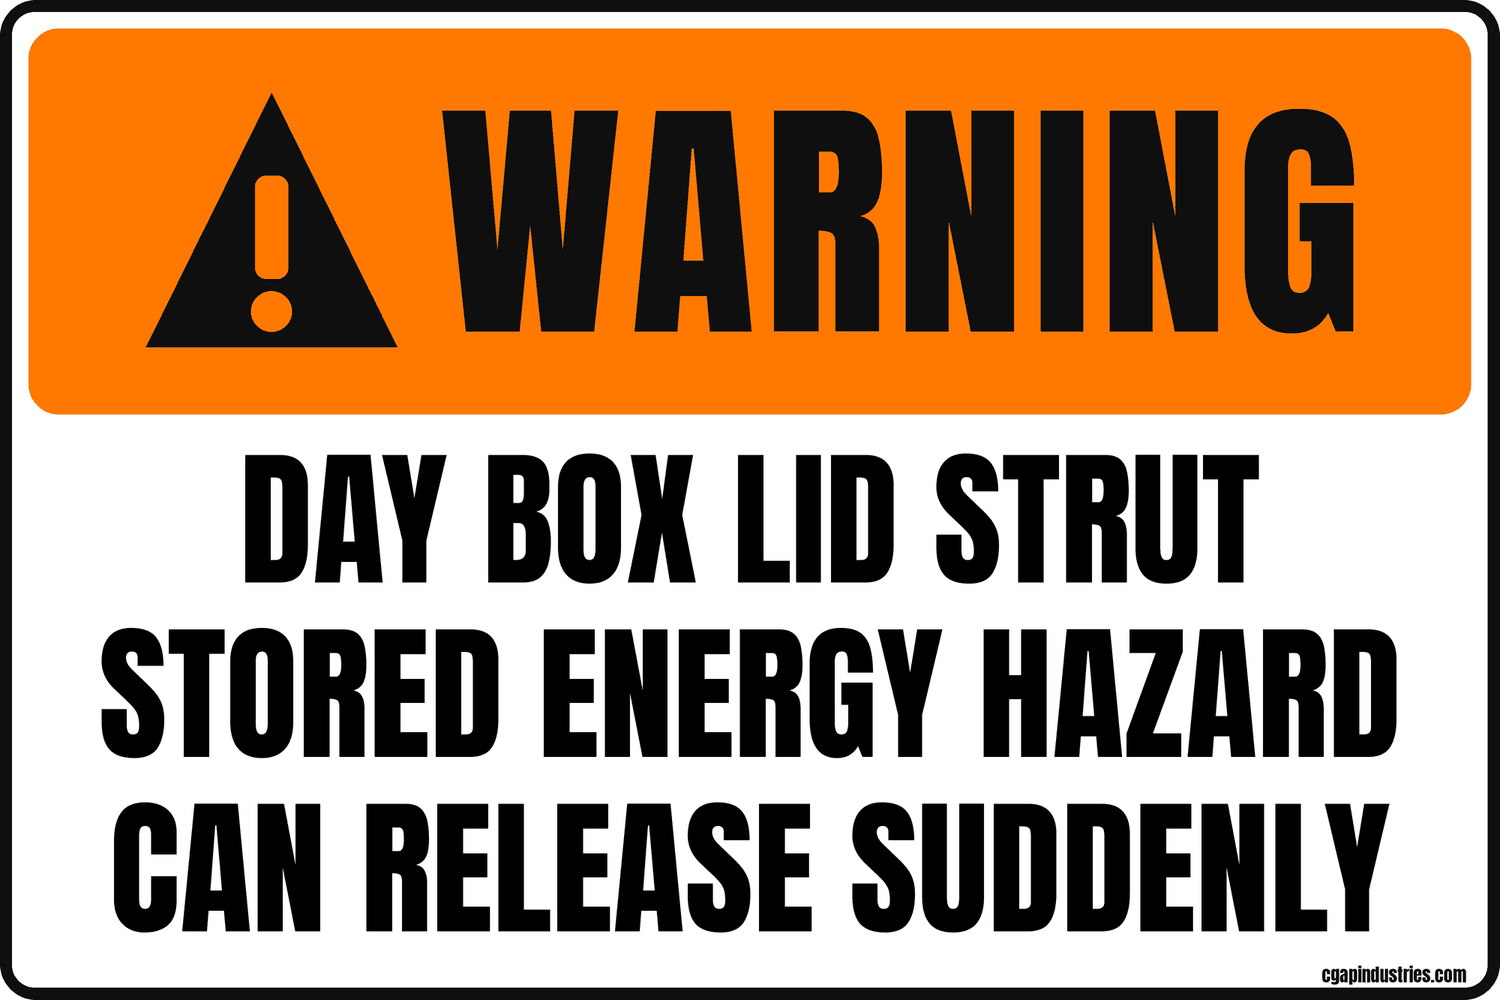 WARNING
DAY BOX LID STRUT
STORED ENERGY HAZARD
CAN RELEASE SUDDENLY
cgapindustries.com